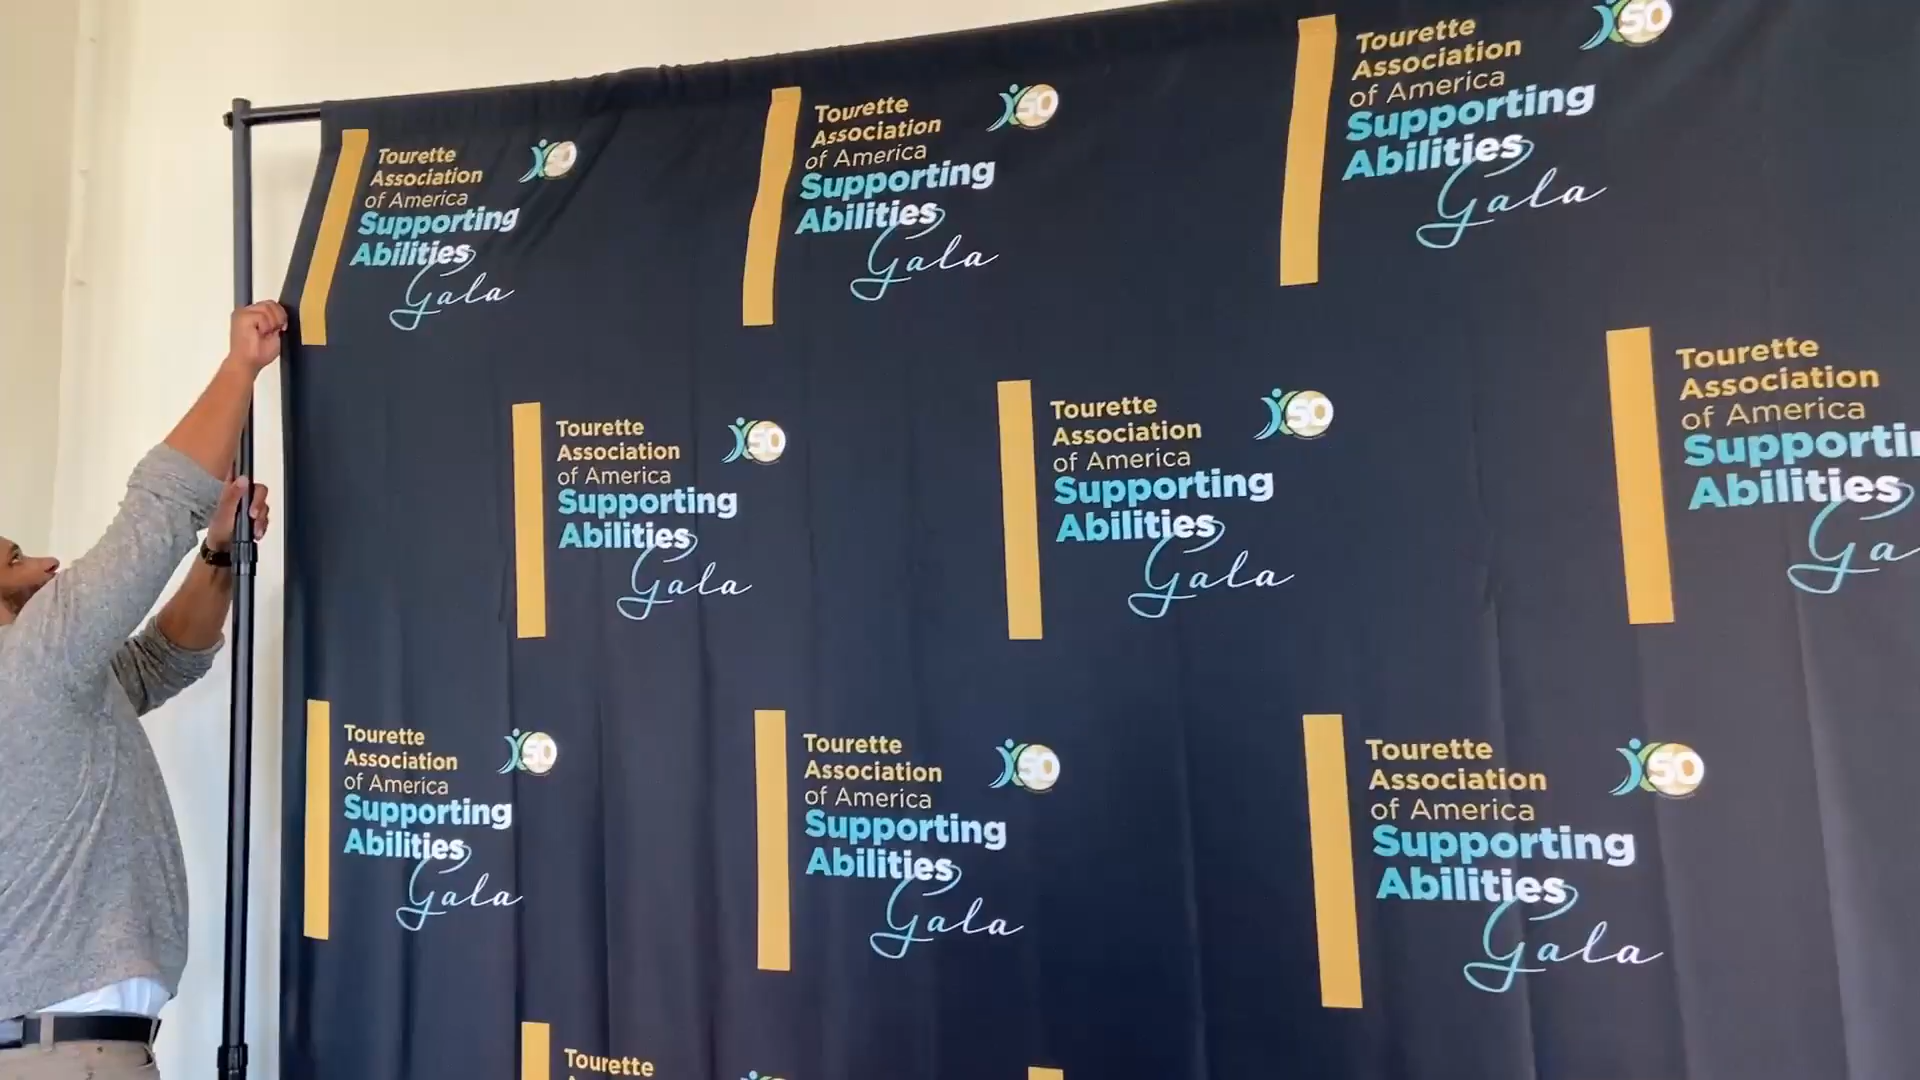 Tourette
Association
of America
Supporting
Abilities
Gala
50
Tourette
Association
of America
Supporting
Abilities
Gala
50
Tourette
Association
of America
Supporting
Abilities
Gala
50
Tourette
Association
of America
Supporting
Abilities
Gala
50
Tourette
Association
of America
Supporting
Abilities
Gala
50
Tourette
Association
of America
Supporti
Abilities
Ga
Tourette
Association
of America
Supporting
Abilities
Gala
50
Tourette
Association
of America
Supporting
Abilities
Gala
50
Tourette
Association
of America
Supporting
Abilities
Gala
50
Tourette